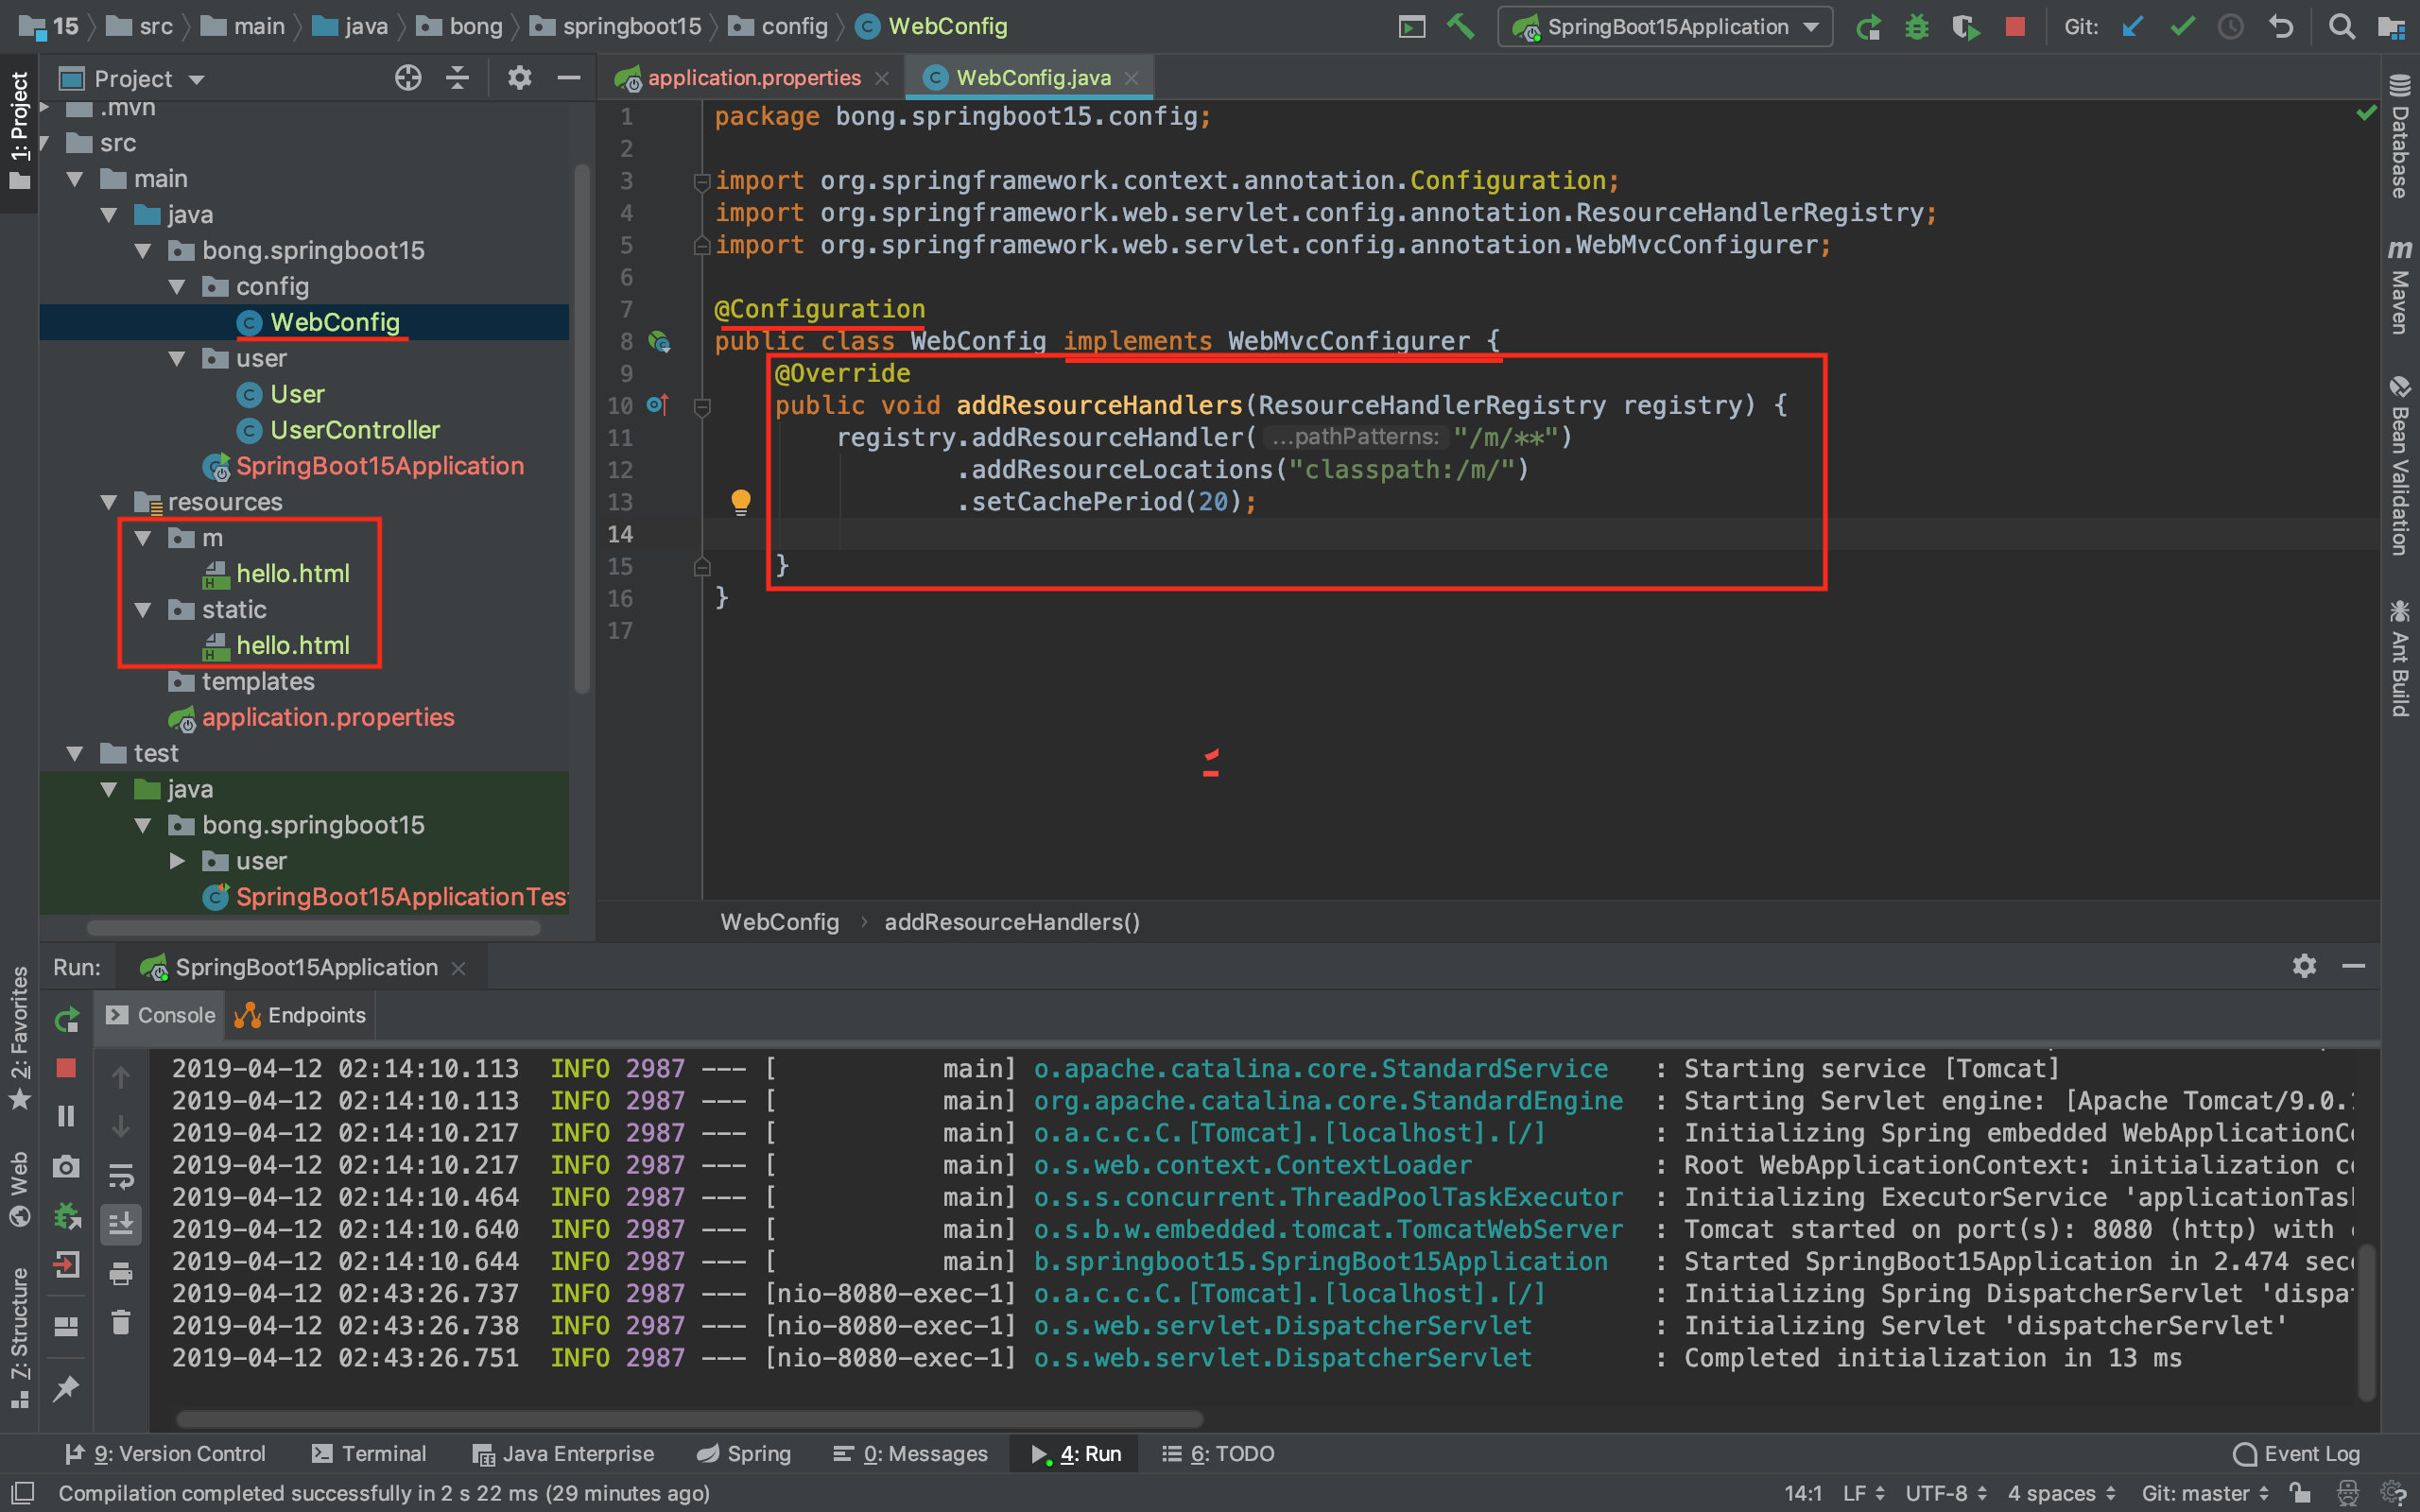 15 src main java bong springboot15 config WebConfig
SpringBoot15Application
Git:
Project
application.properties
WebConfig.java
1: Project
.mvn
src
main
java
bong.springboot15
config
WebConfig
user
User
UserController
SpringBoot15Application
resources
m
hello.html
static
hello.html
templates
application.properties
test
java
bong.springboot15
user
SpringBoot15ApplicationTes
1 package bong.springboot15.config;
2
3 import org.springframework.context.annotation.Configuration;
4 import org.springframework.web.servlet.config.annotation.ResourceHandlerRegistry;
5 import org.springframework.web.servlet.config.annotation.WebMvcConfigurer;
6
7 @Configuration
8 public class WebConfig implements WebMvcConfigurer {
9 @Override
10 public void addResourceHandlers(ResourceHandlerRegistry registry) {
11 registry.addResourceHandler( ...pathPatterns: "/m/**")
12 .addResourceLocations("classpath:/m/")
13 .setCachePeriod(20);
14
15 }
16 }
17
WebConfig › addResourceHandlers()
Database
Maven
Bean Validation
Ant Build
Run: SpringBoot15Application
Console
Endpoints
2: Favorites
Web
7: Structure
2019-04-12 02:14:10.113 INFO 2987 --- [ main] o.apache.catalina.core.StandardService : Starting service [Tomcat]
2019-04-12 02:14:10.113 INFO 2987 --- [ main] org.apache.catalina.core.StandardEngine : Starting Servlet engine: [Apache Tomcat/9.0.
2019-04-12 02:14:10.217 INFO 2987 --- [ main] o.a.c.c.C.[Tomcat].[localhost].[/] : Initializing Spring embedded WebApplicationC
2019-04-12 02:14:10.217 INFO 2987 --- [ main] o.s.web.context.ContextLoader : Root WebApplicationContext: initialization c
2019-04-12 02:14:10.464 INFO 2987 --- [ main] o.s.s.concurrent.ThreadPoolTaskExecutor : Initializing ExecutorService 'applicationTas
2019-04-12 02:14:10.640 INFO 2987 --- [ main] o.s.b.w.embedded.tomcat.TomcatWebServer : Tomcat started on port(s): 8080 (http) with
2019-04-12 02:14:10.644 INFO 2987 --- [ main] b.springboot15.SpringBoot15Application : Started SpringBoot15Application in 2.474 sec
2019-04-12 02:43:26.737 INFO 2987 --- [nio-8080-exec-1] o.a.c.c.C.[Tomcat].[localhost].[/] : Initializing Spring DispatcherServlet 'dispa
2019-04-12 02:43:26.738 INFO 2987 --- [nio-8080-exec-1] o.s.web.servlet.DispatcherServlet : Initializing Servlet 'dispatcherServlet'
2019-04-12 02:43:26.751 INFO 2987 --- [nio-8080-exec-1] o.s.web.servlet.DispatcherServlet : Completed initialization in 13 ms
9: Version Control
Terminal
Java Enterprise
Spring
0: Messages
4: Run
6: TODO
Event Log
Compilation completed successfully in 2 s 22 ms (29 minutes ago)
14:1 LF UTF-8 4 spaces Git: master